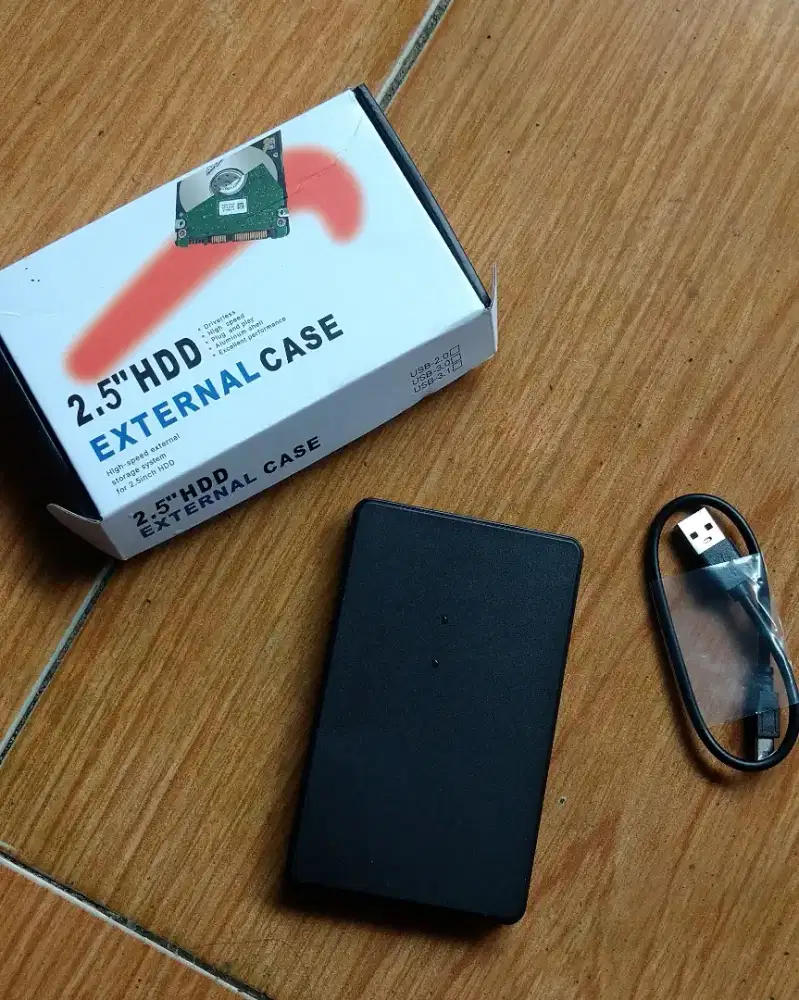 • Driverless
• High speed
• Plug and play
• Aluminum shell
• Excellent performance
2.5"HDD
EXTERNAL CASE
High-speed external
storage system
for 2.5inch HDD
USB-2.0
USB-3.0
USB-3.1
2.5"HDD
EXTERNAL CASE